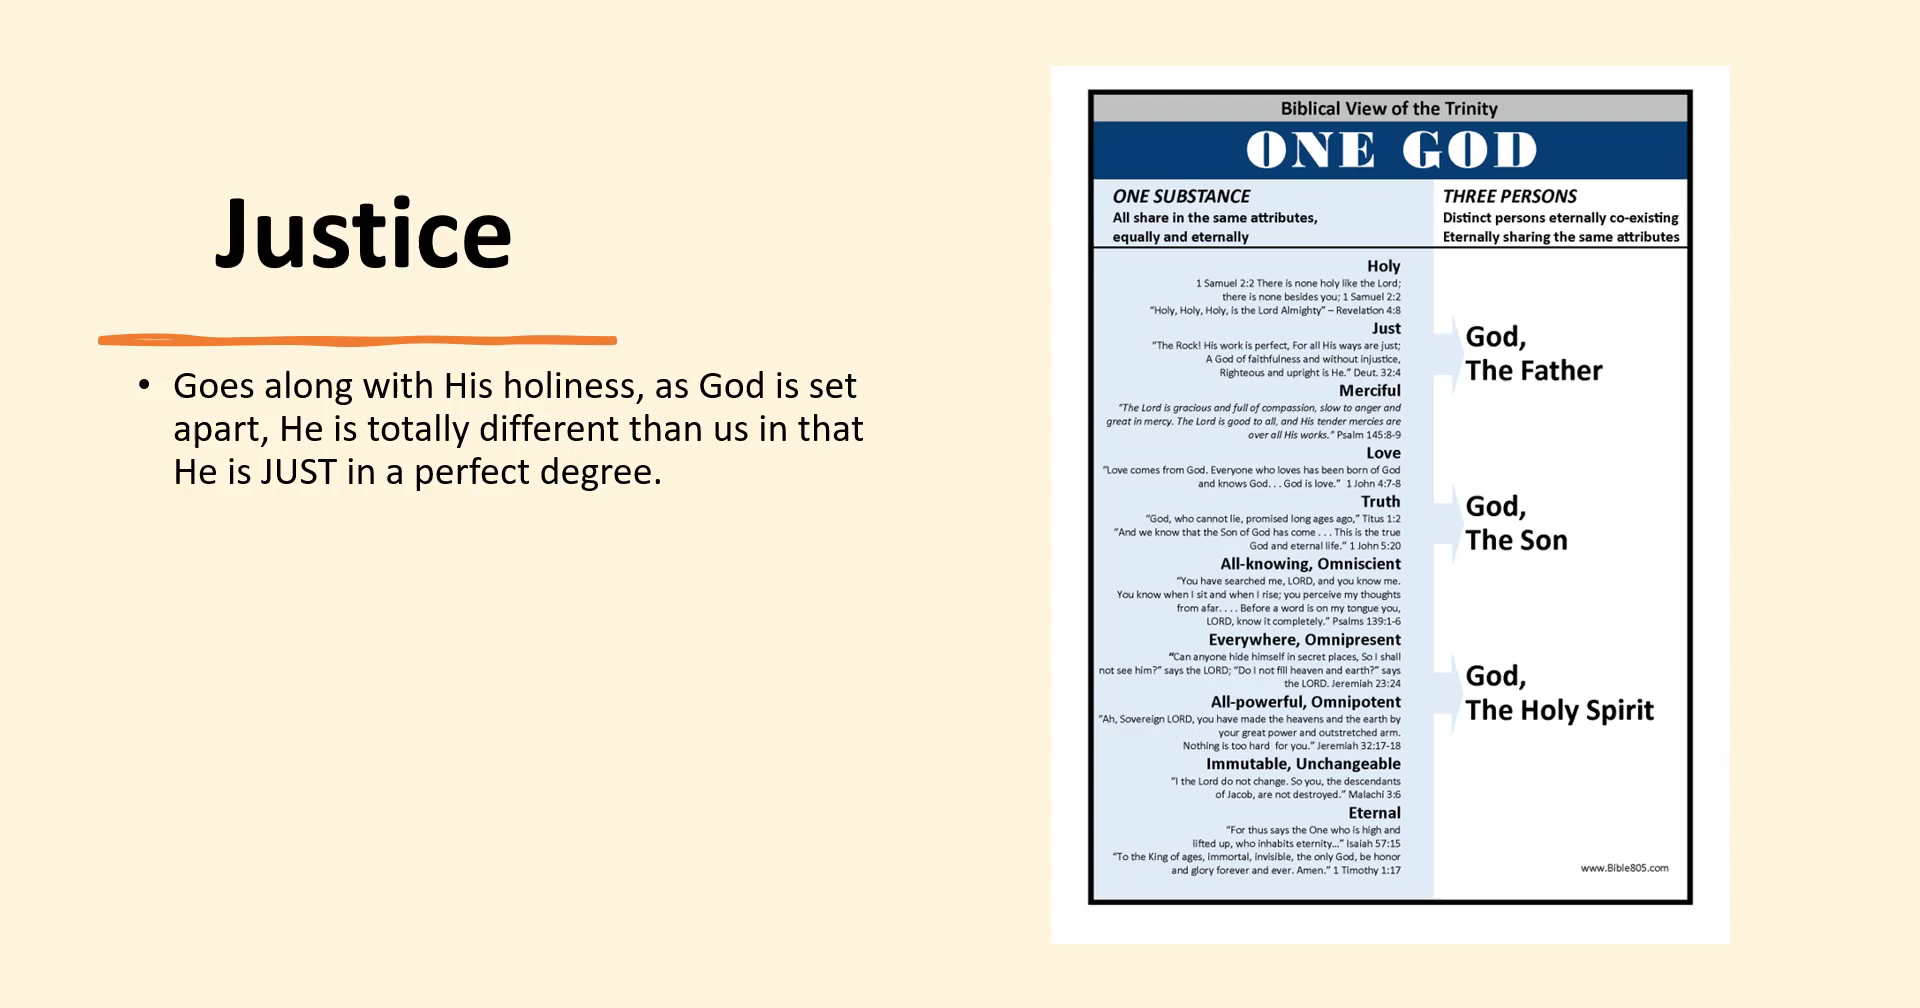 Justice
• Goes along with His holiness, as God is set
apart, He is totally different than us in that
He is JUST in a perfect degree.
Biblical View of the Trinity
ONE GOD
ONE SUBSTANCE
All share in the same attributes,
equally and eternally
THREE PERSONS
Distinct persons eternally co-existing
Eternally sharing the same attributes
Holy
1 Samuel 2:2 There is none holy like the Lord;
there is none besides you; 1 Samuel 2:2
"Holy, Holy, Holy, is the Lord Almighty" – Revelation 4:8
Just
"The Rock! His work is perfect, For all His ways are just;
A God of faithfulness and without injustice,
Righteous and upright is He." Deut. 32:4
Merciful
"The Lord is gracious and full of compassion, slow to anger and
great in mercy. The Lord is good to all, and His tender mercies are
over all His works." Psalm 145:8-9
Love
"Love comes from God. Everyone who loves has been born of God
and knows God. . . God is love." 1 John 4:7-8
Truth
"God, who cannot lie, promised long ages ago," Titus 1:2
"And we know that the Son of God has come . . . This is the true
God and eternal life." 1 John 5:20
All-knowing, Omniscient
"You have searched me, LORD, and you know me.
You know when I sit and when I rise; you perceive my thoughts
from afar. . . . Before a word is on my tongue you,
LORD, know it completely." Psalms 139:1-6
Everywhere, Omnipresent
"Can anyone hide himself in secret places, So I shall
not see him?" says the LORD; "Do I not fill heaven and earth?" says
the LORD. Jeremiah 23:24
All-powerful, Omnipotent
"Ah, Sovereign LORD, you have made the heavens and the earth by
your great power and outstretched arm.
Nothing is too hard for you." Jeremiah 32:17-18
Immutable, Unchangeable
"I the Lord do not change. So you, the descendants
of Jacob, are not destroyed." Malachi 3:6
Eternal
"For thus says the One who is high and
lifted up, who inhabits eternity..." Isaiah 57:15
"To the King of ages, immortal, invisible, the only God, be honor
and glory forever and ever. Amen." 1 Timothy 1:17
God,
The Father
God,
The Son
God,
The Holy Spirit
www.Bible805.com